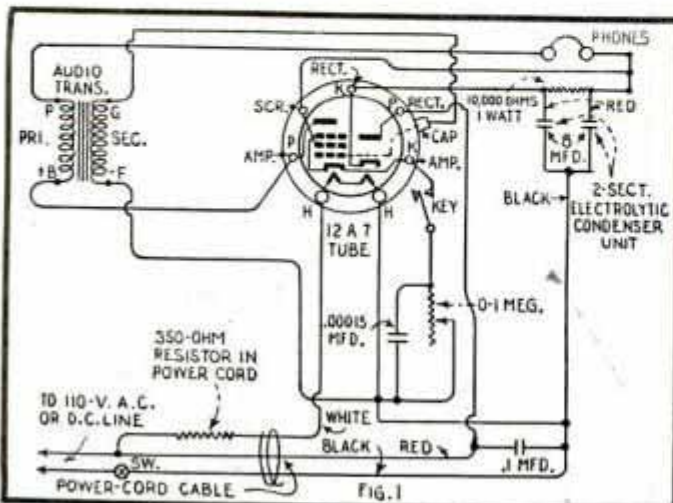 PHONES
AUDIO
TRANS.
P
G
PRI.
SEC.
+B
-F
RECT.
K
SCR.
P
RECT.
CAP
P
AMP.
K
AMP.
H
H
12 A 7
TUBE
KEY
10,000 OHMS
1 WATT
RED
8
MFD.
BLACK
2-SECT.
ELECTROLYTIC
CONDENSER
UNIT
0-1 MEG.
.00015
MFD.
350-OHM
RESISTOR IN
POWER CORD
TO 110-V. A.C.
OR D.C. LINE
WHITE
BLACK
RED
.1 MFD.
SW.
POWER-CORD CABLE
FIG.1